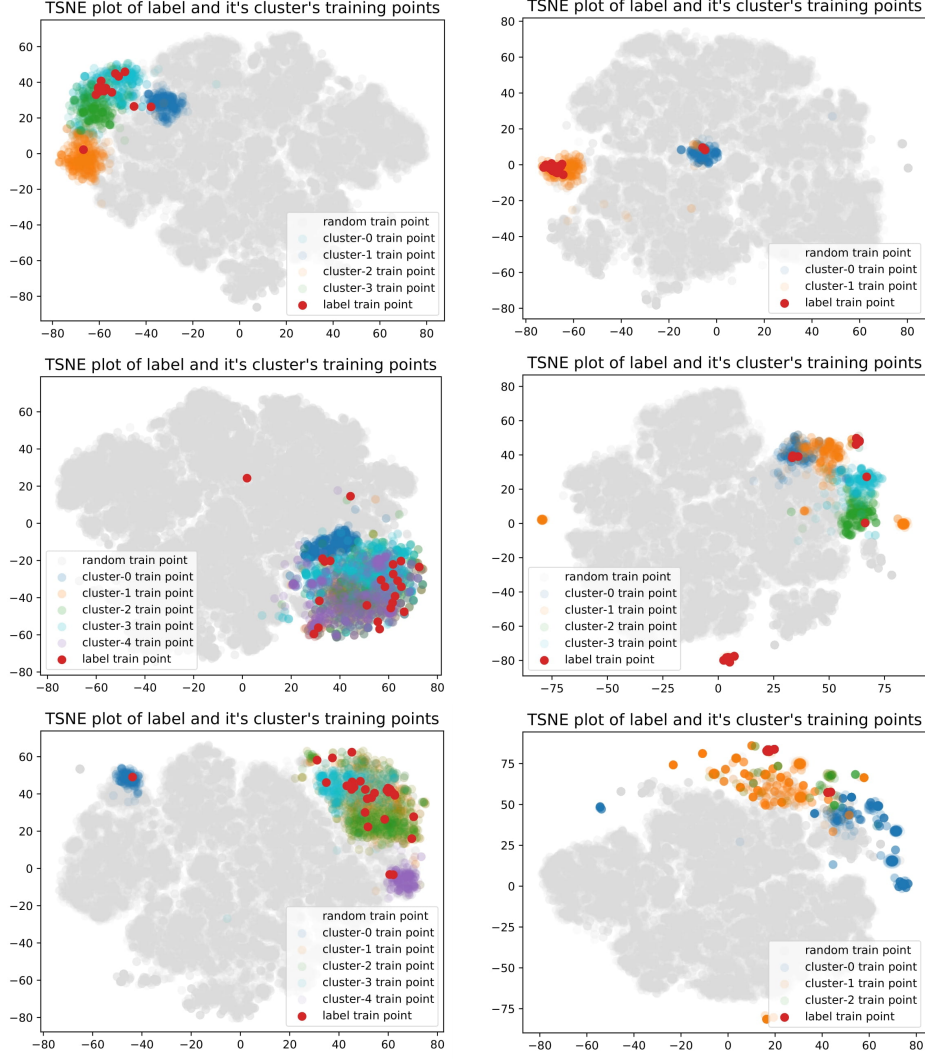 TSNE plot of label and it's cluster's training points
60
40
20
0
−20
−40
−60
−80
−80 −60 −40 −20 0 20 40 60 80
random train point
cluster-0 train point
cluster-1 train point
cluster-2 train point
cluster-3 train point
label train point
TSNE plot of label and it's cluster's training points
80
60
40
20
0
−20
−40
−60
−80
−80 −60 −40 −20 0 20 40 60 80
random train point
cluster-0 train point
cluster-1 train point
label train point
TSNE plot of label and it's cluster's training points
60
40
20
0
−20
−40
−60
−80
−80 −60 −40 −20 0 20 40 60 80
random train point
cluster-0 train point
cluster-1 train point
cluster-2 train point
cluster-3 train point
cluster-4 train point
label train point
TSNE plot of label and it's cluster's training points
80
60
40
20
0
−20
−40
−60
−80
−75 −50 −25 0 25 50 75
random train point
cluster-0 train point
cluster-1 train point
cluster-2 train point
cluster-3 train point
label train point
TSNE plot of label and it's cluster's training points
60
40
20
0
−20
−40
−60
−80
−80 −60 −40 −20 0 20 40 60 80
random train point
cluster-0 train point
cluster-1 train point
cluster-2 train point
cluster-3 train point
cluster-4 train point
label train point
TSNE plot of label and it's cluster's training points
75
50
25
0
−25
−50
−75
−80 −60 −40 −20 0 20 40 60 80
random train point
cluster-0 train point
cluster-1 train point
cluster-2 train point
label train point